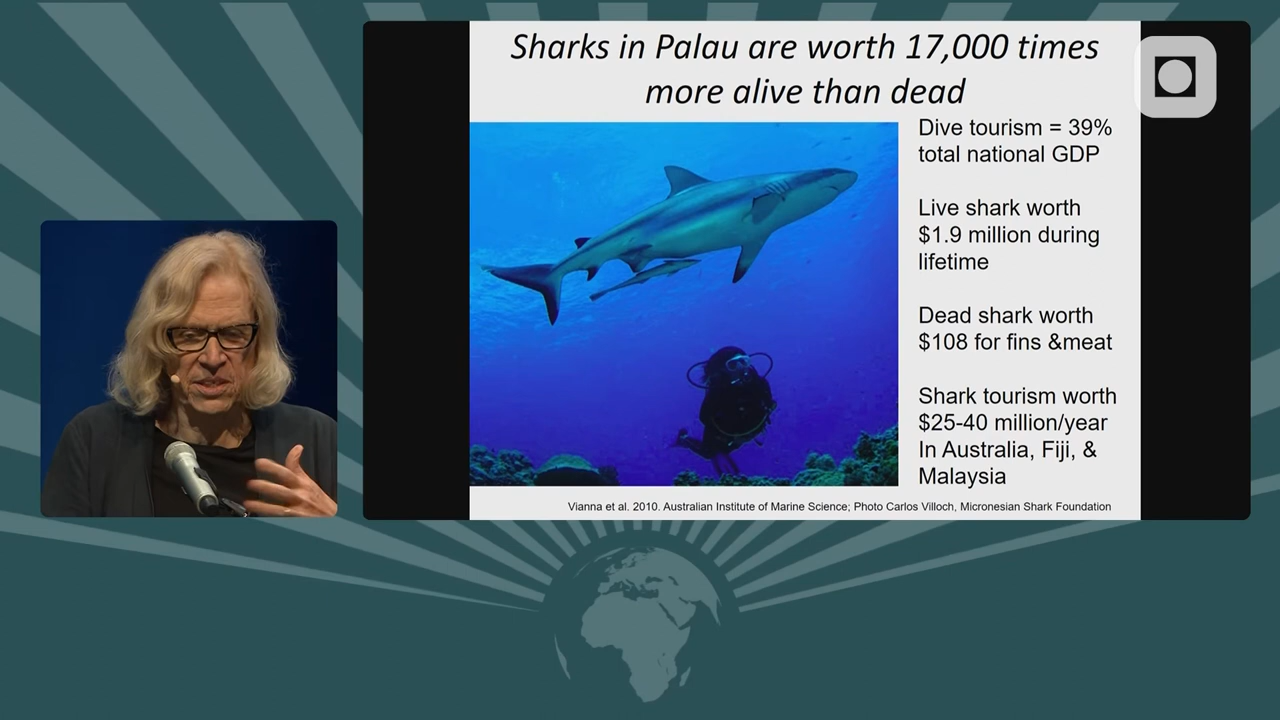 Sharks in Palau are worth 17,000 times
more alive than dead
Dive tourism = 39%
total national GDP
Live shark worth
$1.9 million during
lifetime
Dead shark worth
$108 for fins &meat
Shark tourism worth
$25-40 million/year
In Australia, Fiji, &
Malaysia
Vianna et al. 2010. Australian Institute of Marine Science; Photo Carlos Villoch, Micronesian Shark Foundation